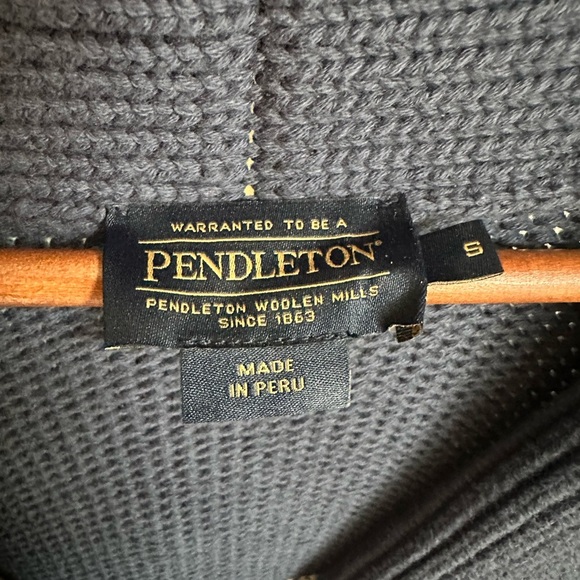 WARRANTED TO BE A
PENDLETON®
PENDLETON WOOLEN MILLS
SINCE 1863
S
MADE
IN PERU